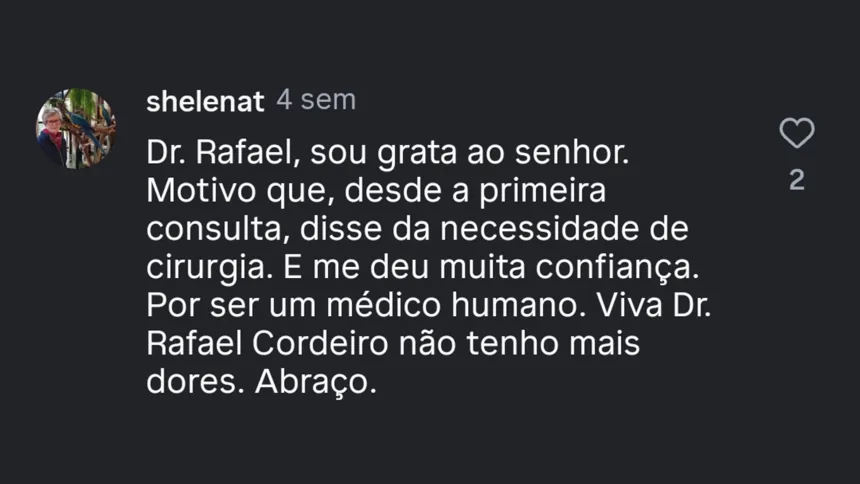 shelenat 4 sem
Dr. Rafael, sou grata ao senhor.
Motivo que, desde a primeira
consulta, disse da necessidade de
cirurgia. E me deu muita confiança.
Por ser um médico humano. Viva Dr.
Rafael Cordeiro não tenho mais
dores. Abraço.
2